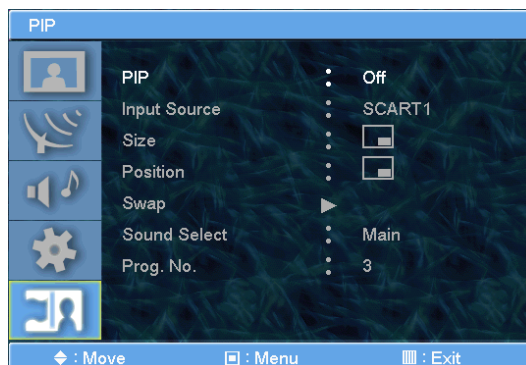 PIP
PIP : Off
Input Source : SCART1
Size :
Position :
Swap
Sound Select : Main
Prog. No. : 3
: Move : Menu : Exit